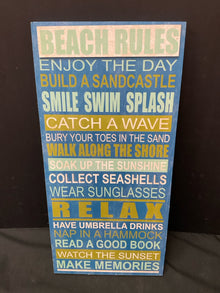 BEACH RULES
ENJOY THE DAY
BUILD A SANDCASTLE
SMILE SWIM SPLASH
CATCH A WAVE
BURY YOUR TOES IN THE SAND
WALK ALONG THE SHORE
SOAK UP THE SUNSHINE
COLLECT SEASHELLS
WEAR SUNGLASSES
RELAX
HAVE UMBRELLA DRINKS
NAP IN A HAMMOCK
READ A GOOD BOOK
WATCH THE SUNSET
MAKE MEMORIES